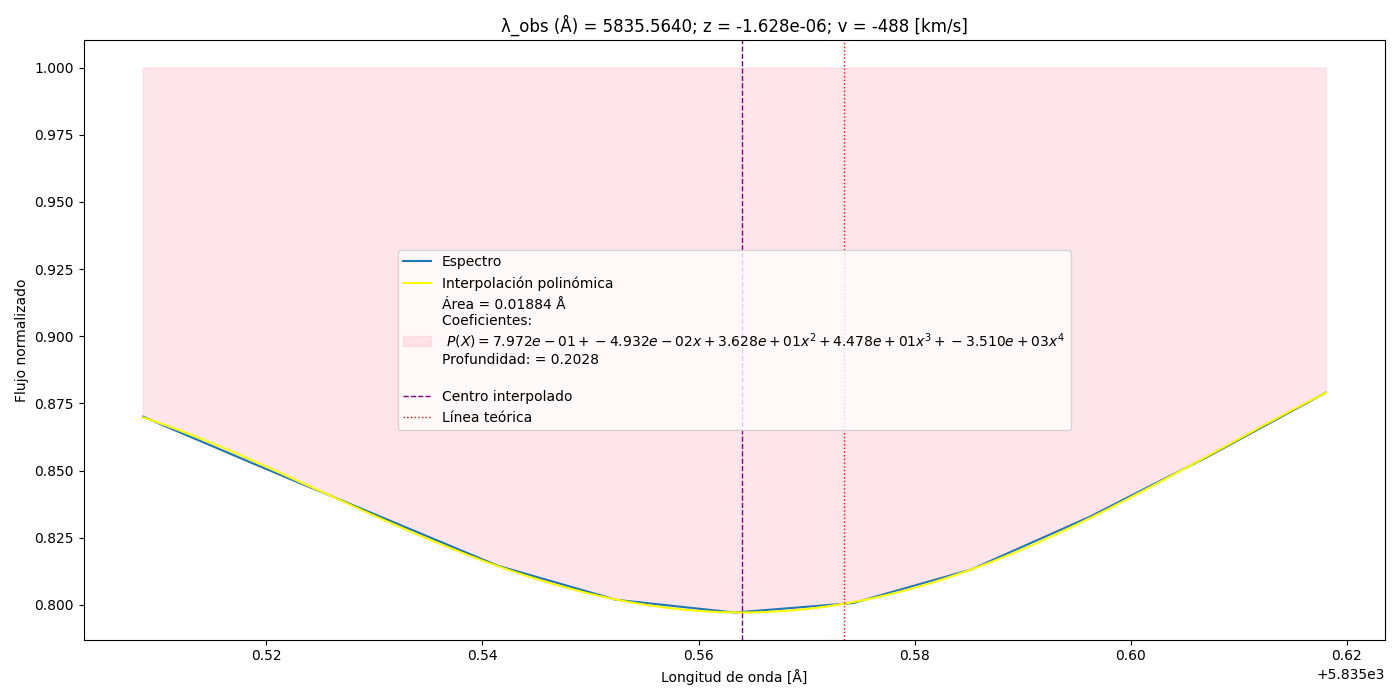 λ_obs (Å) = 5835.5640; z = -1.628e-06; v = -488 [km/s]
Flujo normalizado
1.000
0.975
0.950
0.925
0.900
0.875
0.850
0.825
0.800
Espectro
Interpolación polinómica
Área = 0.01884 Å
Coeficientes:
P(X) = 7.972e − 01 + −4.932e − 02x + 3.628e + 01x² + 4.478e + 01x³ + −3.510e + 03x⁴
Profundidad: = 0.2028
Centro interpolado
Línea teórica
0.52 0.54 0.56 0.58 0.60 0.62
+5.835e3
Longitud de onda [Å]